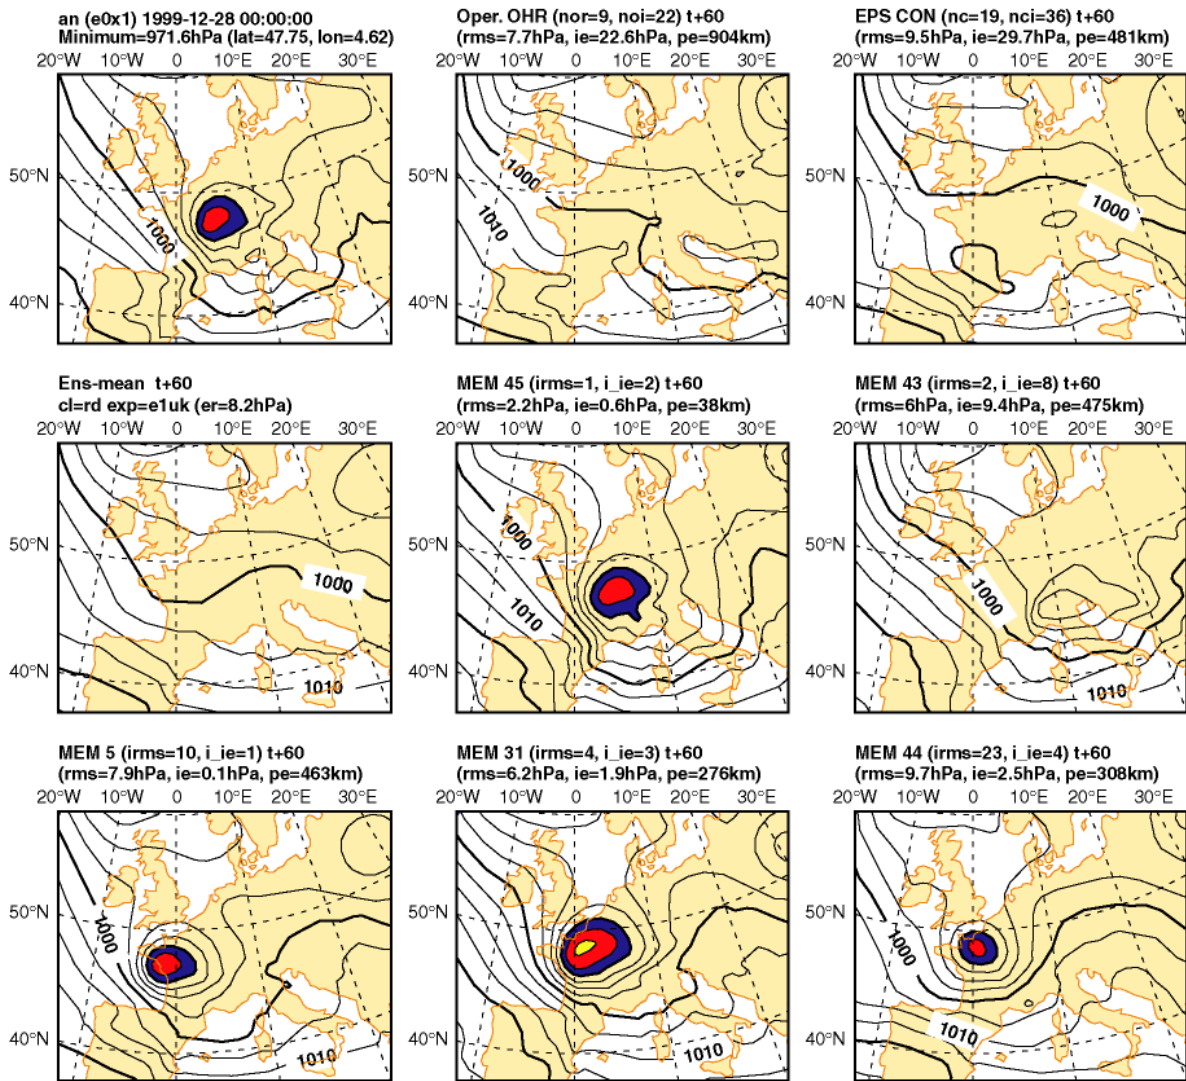 an (e0x1) 1999-12-28 00:00:00
Minimum=971.6hPa (lat=47.75, lon=4.62)
20°W 10°W 0 10°E 20°E 30°E
50°N
40°N
1000
Oper. OHR (nor=9, noi=22) t+60
(rms=7.7hPa, ie=22.6hPa, pe=904km)
20°W 10°W 0 10°E 20°E 30°E
50°N
40°N
1000
1010
EPS CON (nc=19, nci=36) t+60
(rms=9.5hPa, ie=29.7hPa, pe=481km)
20°W 10°W 0 10°E 20°E 30°E
50°N
40°N
1000
Ens-mean t+60
cl=rd exp=e1uk (er=8.2hPa)
20°W 10°W 0 10°E 20°E 30°E
50°N
40°N
1000
1010
MEM 45 (irms=1, i_ie=2) t+60
(rms=2.2hPa, ie=0.6hPa, pe=38km)
20°W 10°W 0 10°E 20°E 30°E
50°N
40°N
1000
1010
MEM 43 (irms=2, i_ie=8) t+60
(rms=6hPa, ie=9.4hPa, pe=475km)
20°W 10°W 0 10°E 20°E 30°E
50°N
40°N
1000
1010
MEM 5 (irms=10, i_ie=1) t+60
(rms=7.9hPa, ie=0.1hPa, pe=463km)
20°W 10°W 0 10°E 20°E 30°E
50°N
40°N
1000
1010
MEM 31 (irms=4, i_ie=3) t+60
(rms=6.2hPa, ie=1.9hPa, pe=276km)
20°W 10°W 0 10°E 20°E 30°E
50°N
40°N
1000
1010
MEM 44 (irms=23, i_ie=4) t+60
(rms=9.7hPa, ie=2.5hPa, pe=308km)
20°W 10°W 0 10°E 20°E 30°E
50°N
40°N
1000
1010